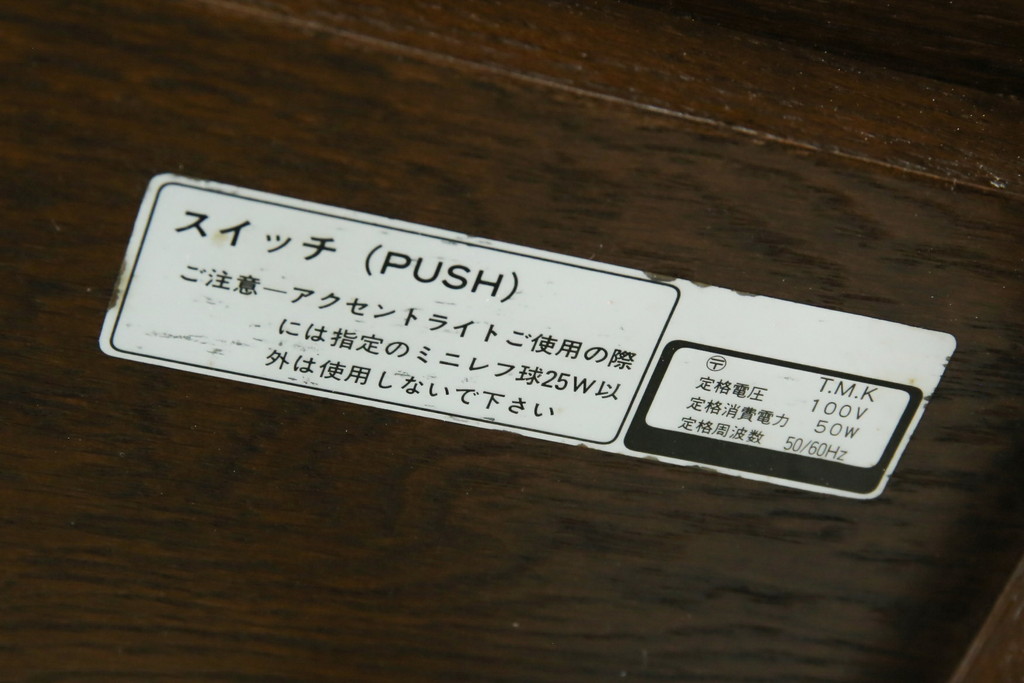 スイッチ (PUSH)
ご注意―アクセントライトご使用の際
には指定のミニレフ球25W以
外は使用しないで下さい
〶 T.M.K
定格電圧 100V
定格消費電力 50W
定格周波数 50/60Hz